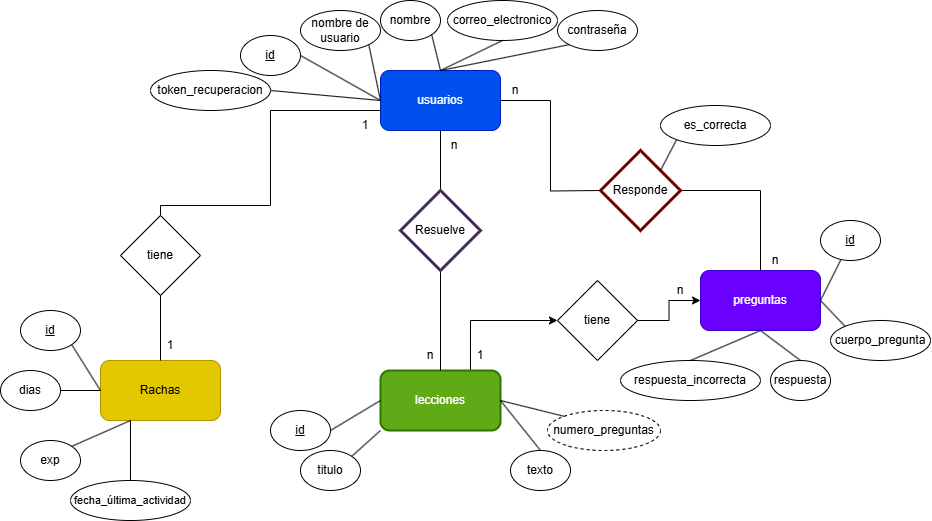 nombre de
usuario
nombre
correo_electronico
contraseña
id
token_recuperacion
usuarios
n
1
n
es_correcta
Responde
Resuelve
tiene
id
n
n
preguntas
tiene
id
1
n
1
cuerpo_pregunta
dias
Rachas
lecciones
respuesta_incorrecta
respuesta
id
numero_preguntas
exp
titulo
texto
fecha_última_actividad